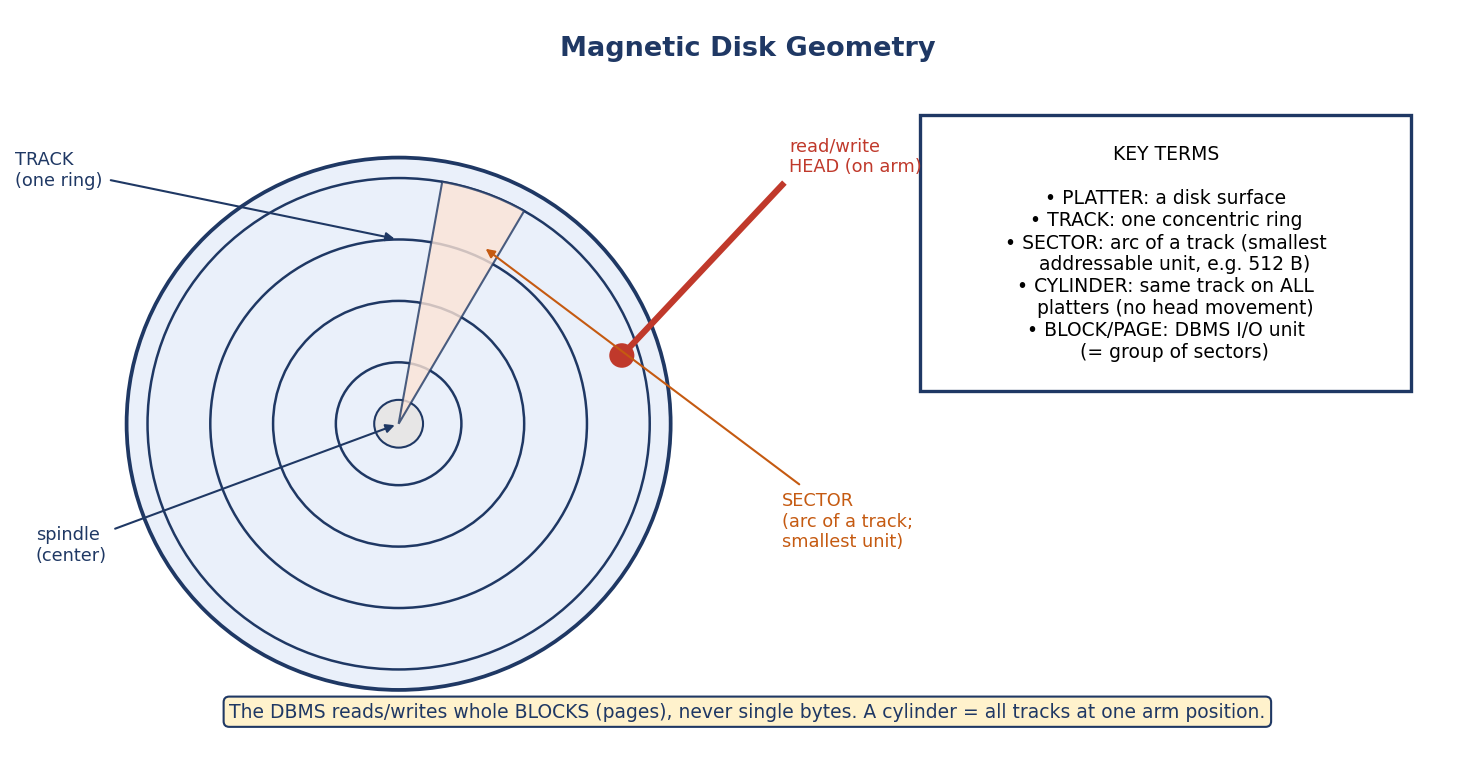 Magnetic Disk Geometry
TRACK
(one ring)
read/write
HEAD (on arm)
KEY TERMS
• PLATTER: a disk surface
• TRACK: one concentric ring
• SECTOR: arc of a track (smallest
addressable unit, e.g. 512 B)
• CYLINDER: same track on ALL
platters (no head movement)
• BLOCK/PAGE: DBMS I/O unit
(= group of sectors)
SECTOR
(arc of a track;
smallest unit)
spindle
(center)
The DBMS reads/writes whole BLOCKS (pages), never single bytes. A cylinder = all tracks at one arm position.